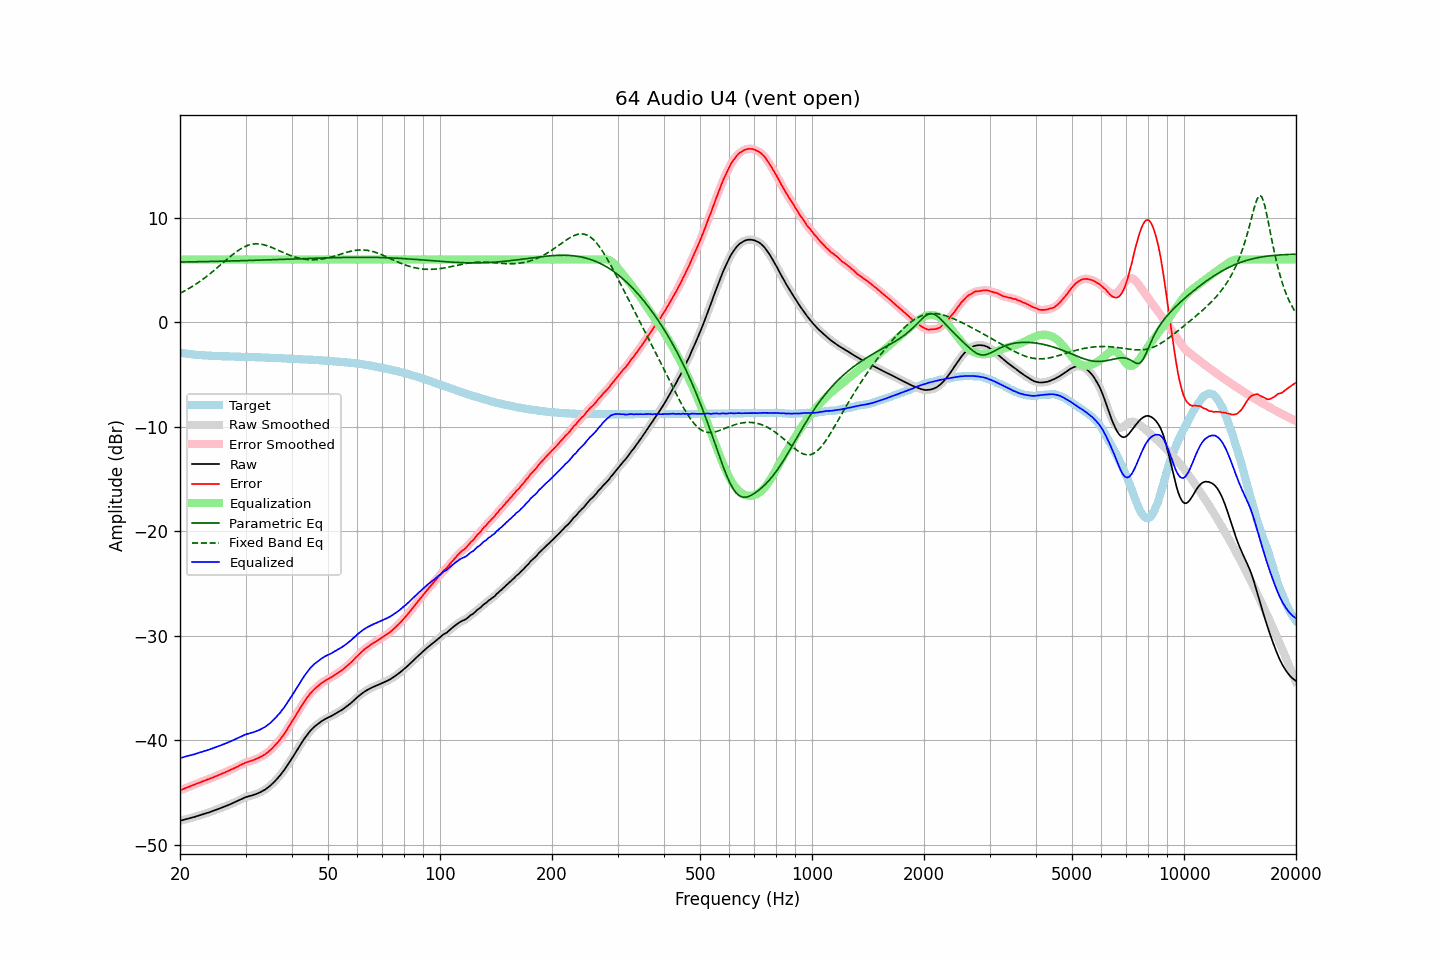 64 Audio U4 (vent open)
Amplitude (dBr)
10
0
−10
−20
−30
−40
−50
Target
Raw Smoothed
Error Smoothed
Raw
Error
Equalization
Parametric Eq
Fixed Band Eq
Equalized
20 50 100 200 500 1000 2000 5000 10000 20000
Frequency (Hz)